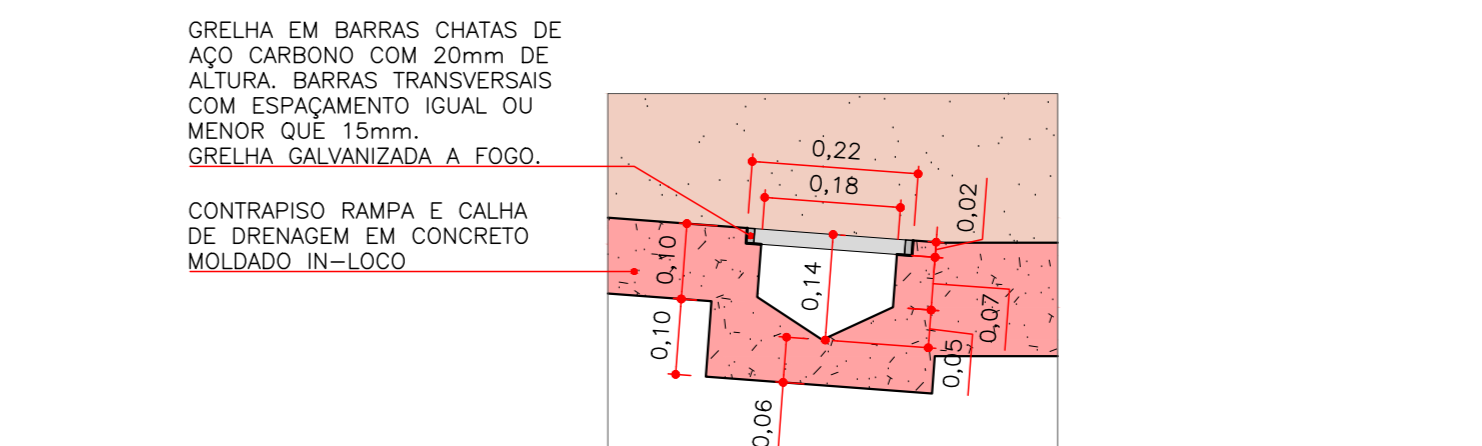 GRELHA EM BARRAS CHATAS DE
AÇO CARBONO COM 20mm DE
ALTURA. BARRAS TRANSVERSAIS
COM ESPAÇAMENTO IGUAL OU
MENOR QUE 15mm.
GRELHA GALVANIZADA A FOGO.
CONTRAPISO RAMPA E CALHA
DE DRENAGEM EM CONCRETO
MOLDADO IN-LOCO
0,22
0,18
0,02
0,10
0,14
0,07
0,10
0,05
0,06